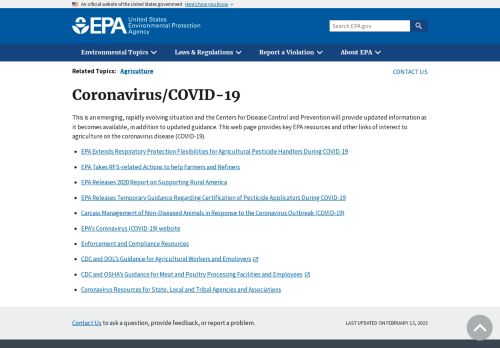 An official website of the United States government Here's how you know
EPA United States
Environmental Protection
Agency
Search EPA.gov
Environmental Topics Laws & Regulations Report a Violation About EPA
Related Topics: Agriculture CONTACT US
Coronavirus/COVID-19
This is an emerging, rapidly evolving situation and the Centers for Disease Control and Prevention will provide updated information as
it becomes available, in addition to updated guidance. This web page provides key EPA resources and other links of interest to
agriculture on the coronavirus disease (COVID-19).
EPA Extends Respiratory Protection Flexibilities for Agricultural Pesticide Handlers During COVID-19
EPA Takes RFS-related Actions to help Farmers and Refiners
EPA Releases 2020 Report on Supporting Rural America
EPA Releases Temporary Guidance Regarding Certification of Pesticide Applicators During COVID-19
Carcass Management of Non-Diseased Animals in Response to the Coronavirus Outbreak (COVID-19)
EPA's Coronavirus (COVID-19) website
Enforcement and Compliance Resources
CDC and DOL's Guidance for Agricultural Workers and Employers
CDC and OSHA's Guidance for Meat and Poultry Processing Facilities and Employees
Coronavirus Resources for State, Local and Tribal Agencies and Associations
Contact Us to ask a question, provide feedback, or report a problem. LAST UPDATED ON FEBRUARY 13, 2023